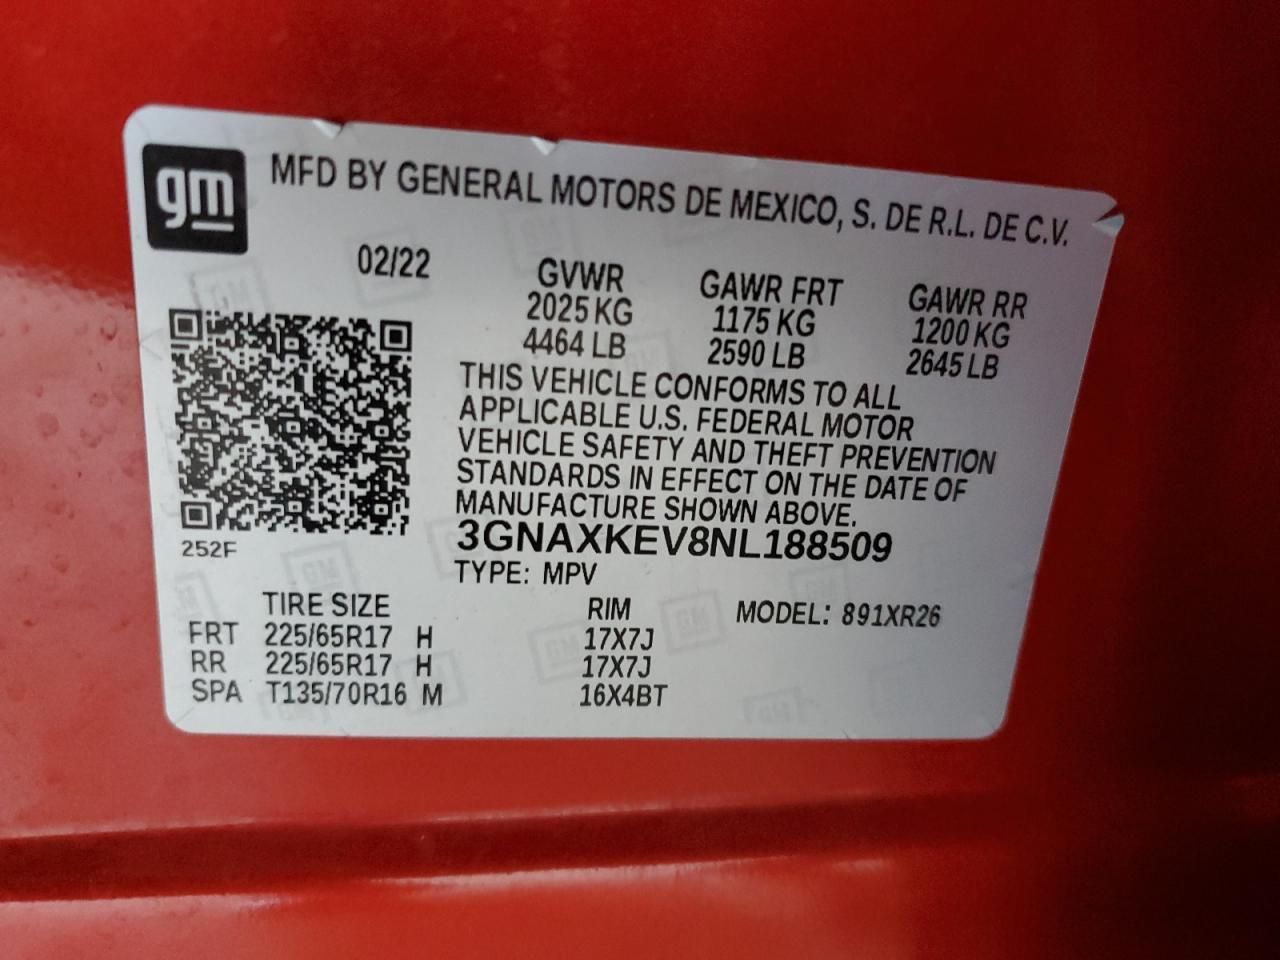 gm
MFD BY GENERAL MOTORS DE MEXICO, S. DE R.L. DE C.V.
02/22
GVWR GAWR FRT GAWR RR
2025 KG 1175 KG 1200 KG
4464 LB 2590 LB 2645 LB
THIS VEHICLE CONFORMS TO ALL
APPLICABLE U.S. FEDERAL MOTOR
VEHICLE SAFETY AND THEFT PREVENTION
STANDARDS IN EFFECT ON THE DATE OF
MANUFACTURE SHOWN ABOVE.
3GNAXKEV8NL188509
252F
TYPE: MPV
TIRE SIZE RIM MODEL: 891XR26
FRT 225/65R17 H 17X7J
RR 225/65R17 H 17X7J
SPA T135/70R16 M 16X4BT